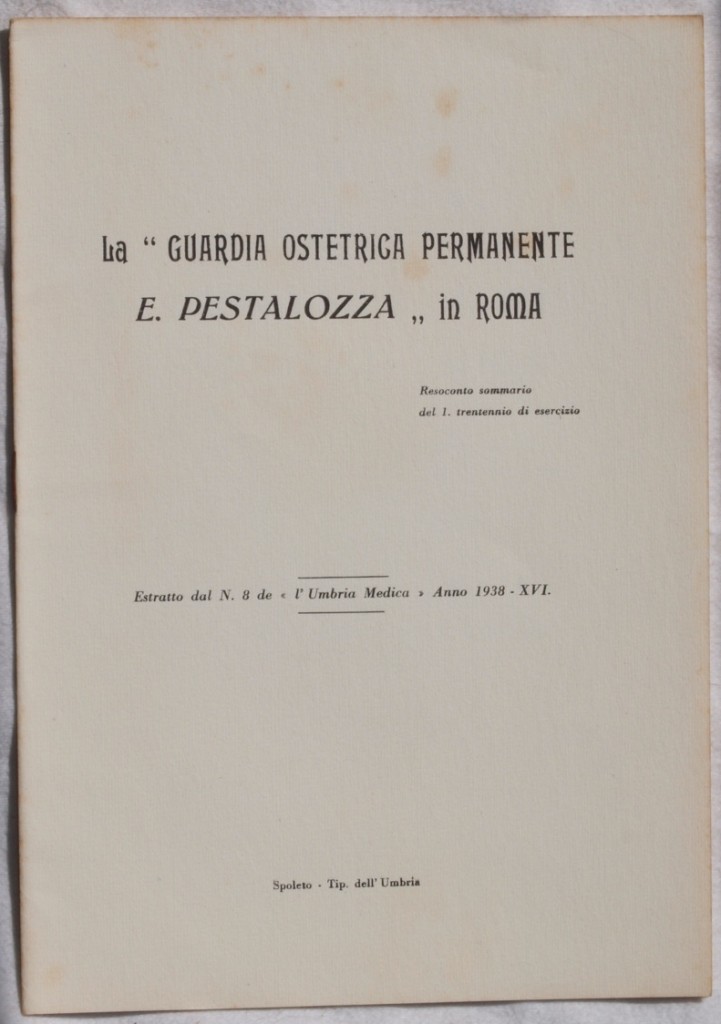 La “ GUARDIA OSTETRICA PERMANENTE
E. PESTALOZZA „ in ROMA
Resoconto sommario
del 1. trentennio di esercizio
Estratto dal N. 8 de « l' Umbria Medica » Anno 1938 - XVI.
Spoleto - Tip. dell' Umbria